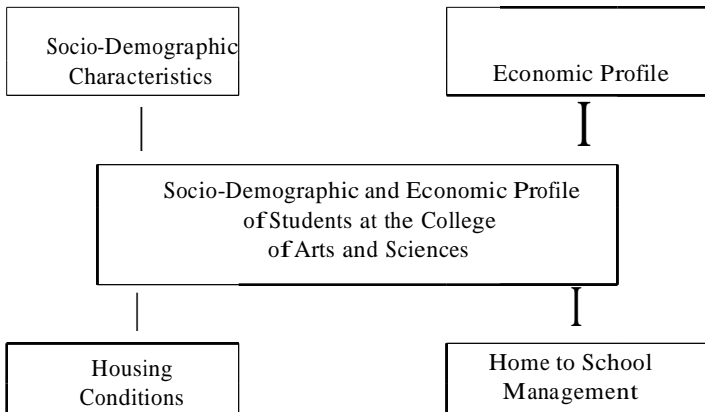 Socio-Demographic
Characteristics
Economic Profile
Socio-Demographic and Economic Profile
of Students at the College
of Arts and Sciences
Housing
Conditions
Home to School
Management